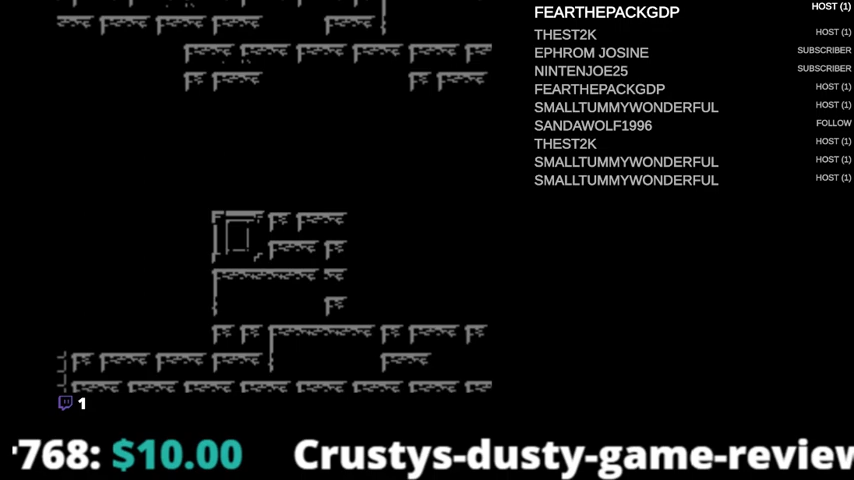 FEARTHEPACKGDP HOST (1)
THEST2K HOST (1)
EPHROM JOSINE SUBSCRIBER
NINTENJOE25 SUBSCRIBER
FEARTHEPACKGDP HOST (1)
SMALLTUMMYWONDERFUL HOST (1)
SANDAWOLF1996 FOLLOW
THEST2K HOST (1)
SMALLTUMMYWONDERFUL HOST (1)
SMALLTUMMYWONDERFUL HOST (1)
1
768: $10.00 Crustys-dusty-game-review